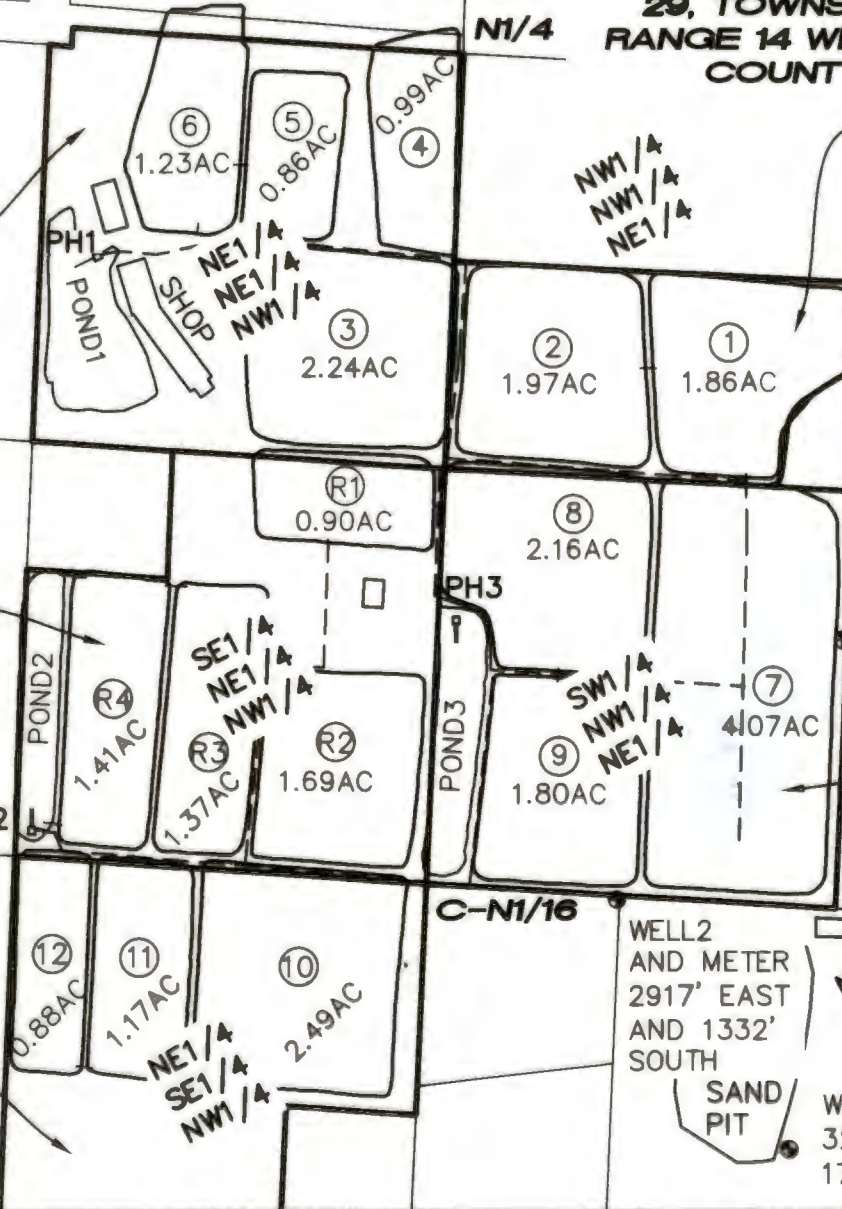 N1/4
29, TOWNS
RANGE 14 W
COUNT
6
1.23AC
5
0.86AC
0.99AC
4
NW1/4
NW1/4
NE1/4
PH1
POND1
SHOP
NE1/4
NE1/4
NW1/4
3
2.24AC
2
1.97AC
1
1.86AC
R1
0.90AC
8
2.16AC
PH3
POND2
R4
1.41AC
SE1/4
NE1/4
NW1/4
R3
1.37AC
R2
1.69AC
POND3
SW1/4
NW1/4
NE1/4
9
1.80AC
7
4.07AC
2
C-N1/16
12
0.88AC
11
1.17AC
10
2.49AC
NE1/4
SE1/4
NW1/4
WELL2
AND METER
2917' EAST
AND 1332'
SOUTH
SAND
PIT
W
3
17